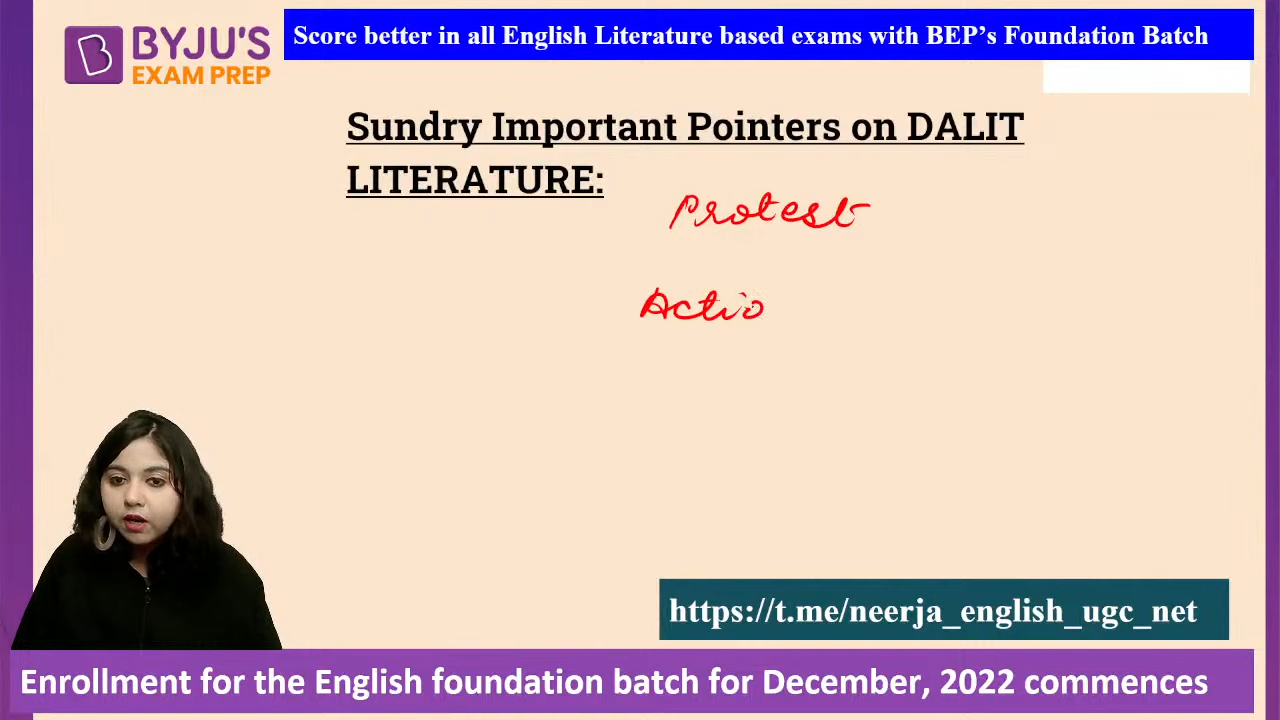 BYJU'S
EXAM PREP
Score better in all English Literature based exams with BEP's Foundation Batch
Sundry Important Pointers on DALIT
LITERATURE:
Protest
Actio
https://t.me/neerja_english_ugc_net
Enrollment for the English foundation batch for December, 2022 commences